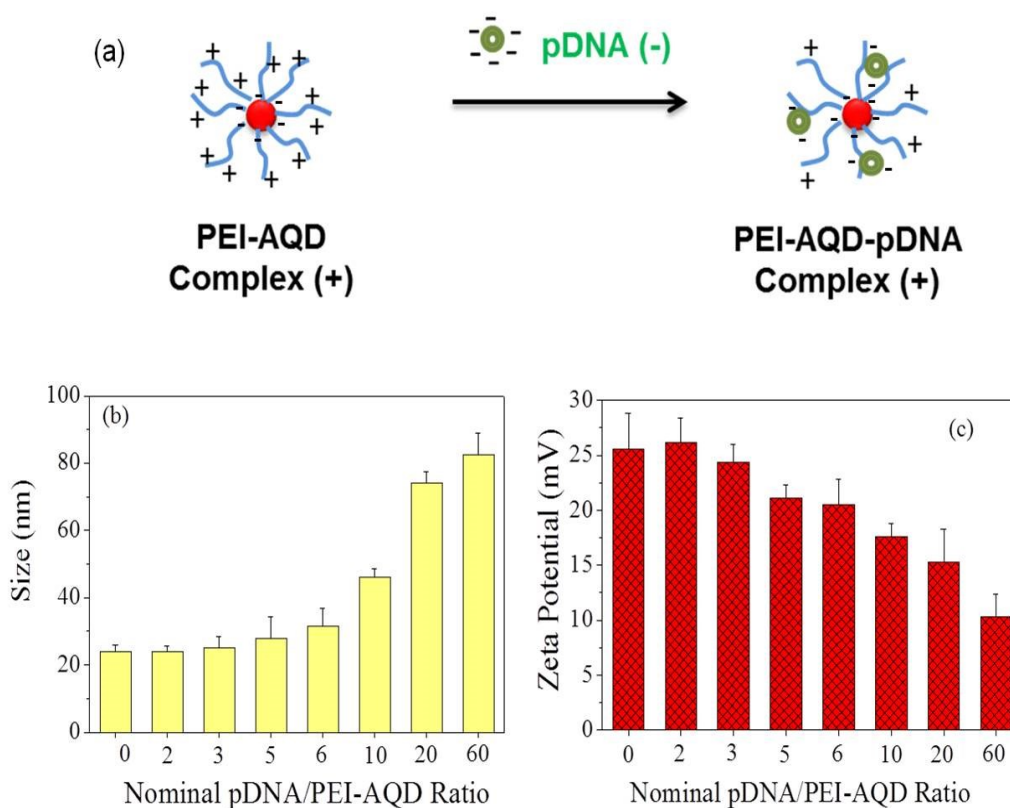 (a)
pDNA (-)
PEI-AQD
Complex (+)
PEI-AQD-pDNA
Complex (+)
(b)
100
80
60
40
20
0
Size (nm)
0 2 3 5 6 10 20 60
Nominal pDNA/PEI-AQD Ratio
(c)
30
25
20
15
10
5
0
Zeta Potential (mV)
0 2 3 5 6 10 20 60
Nominal pDNA/PEI-AQD Ratio